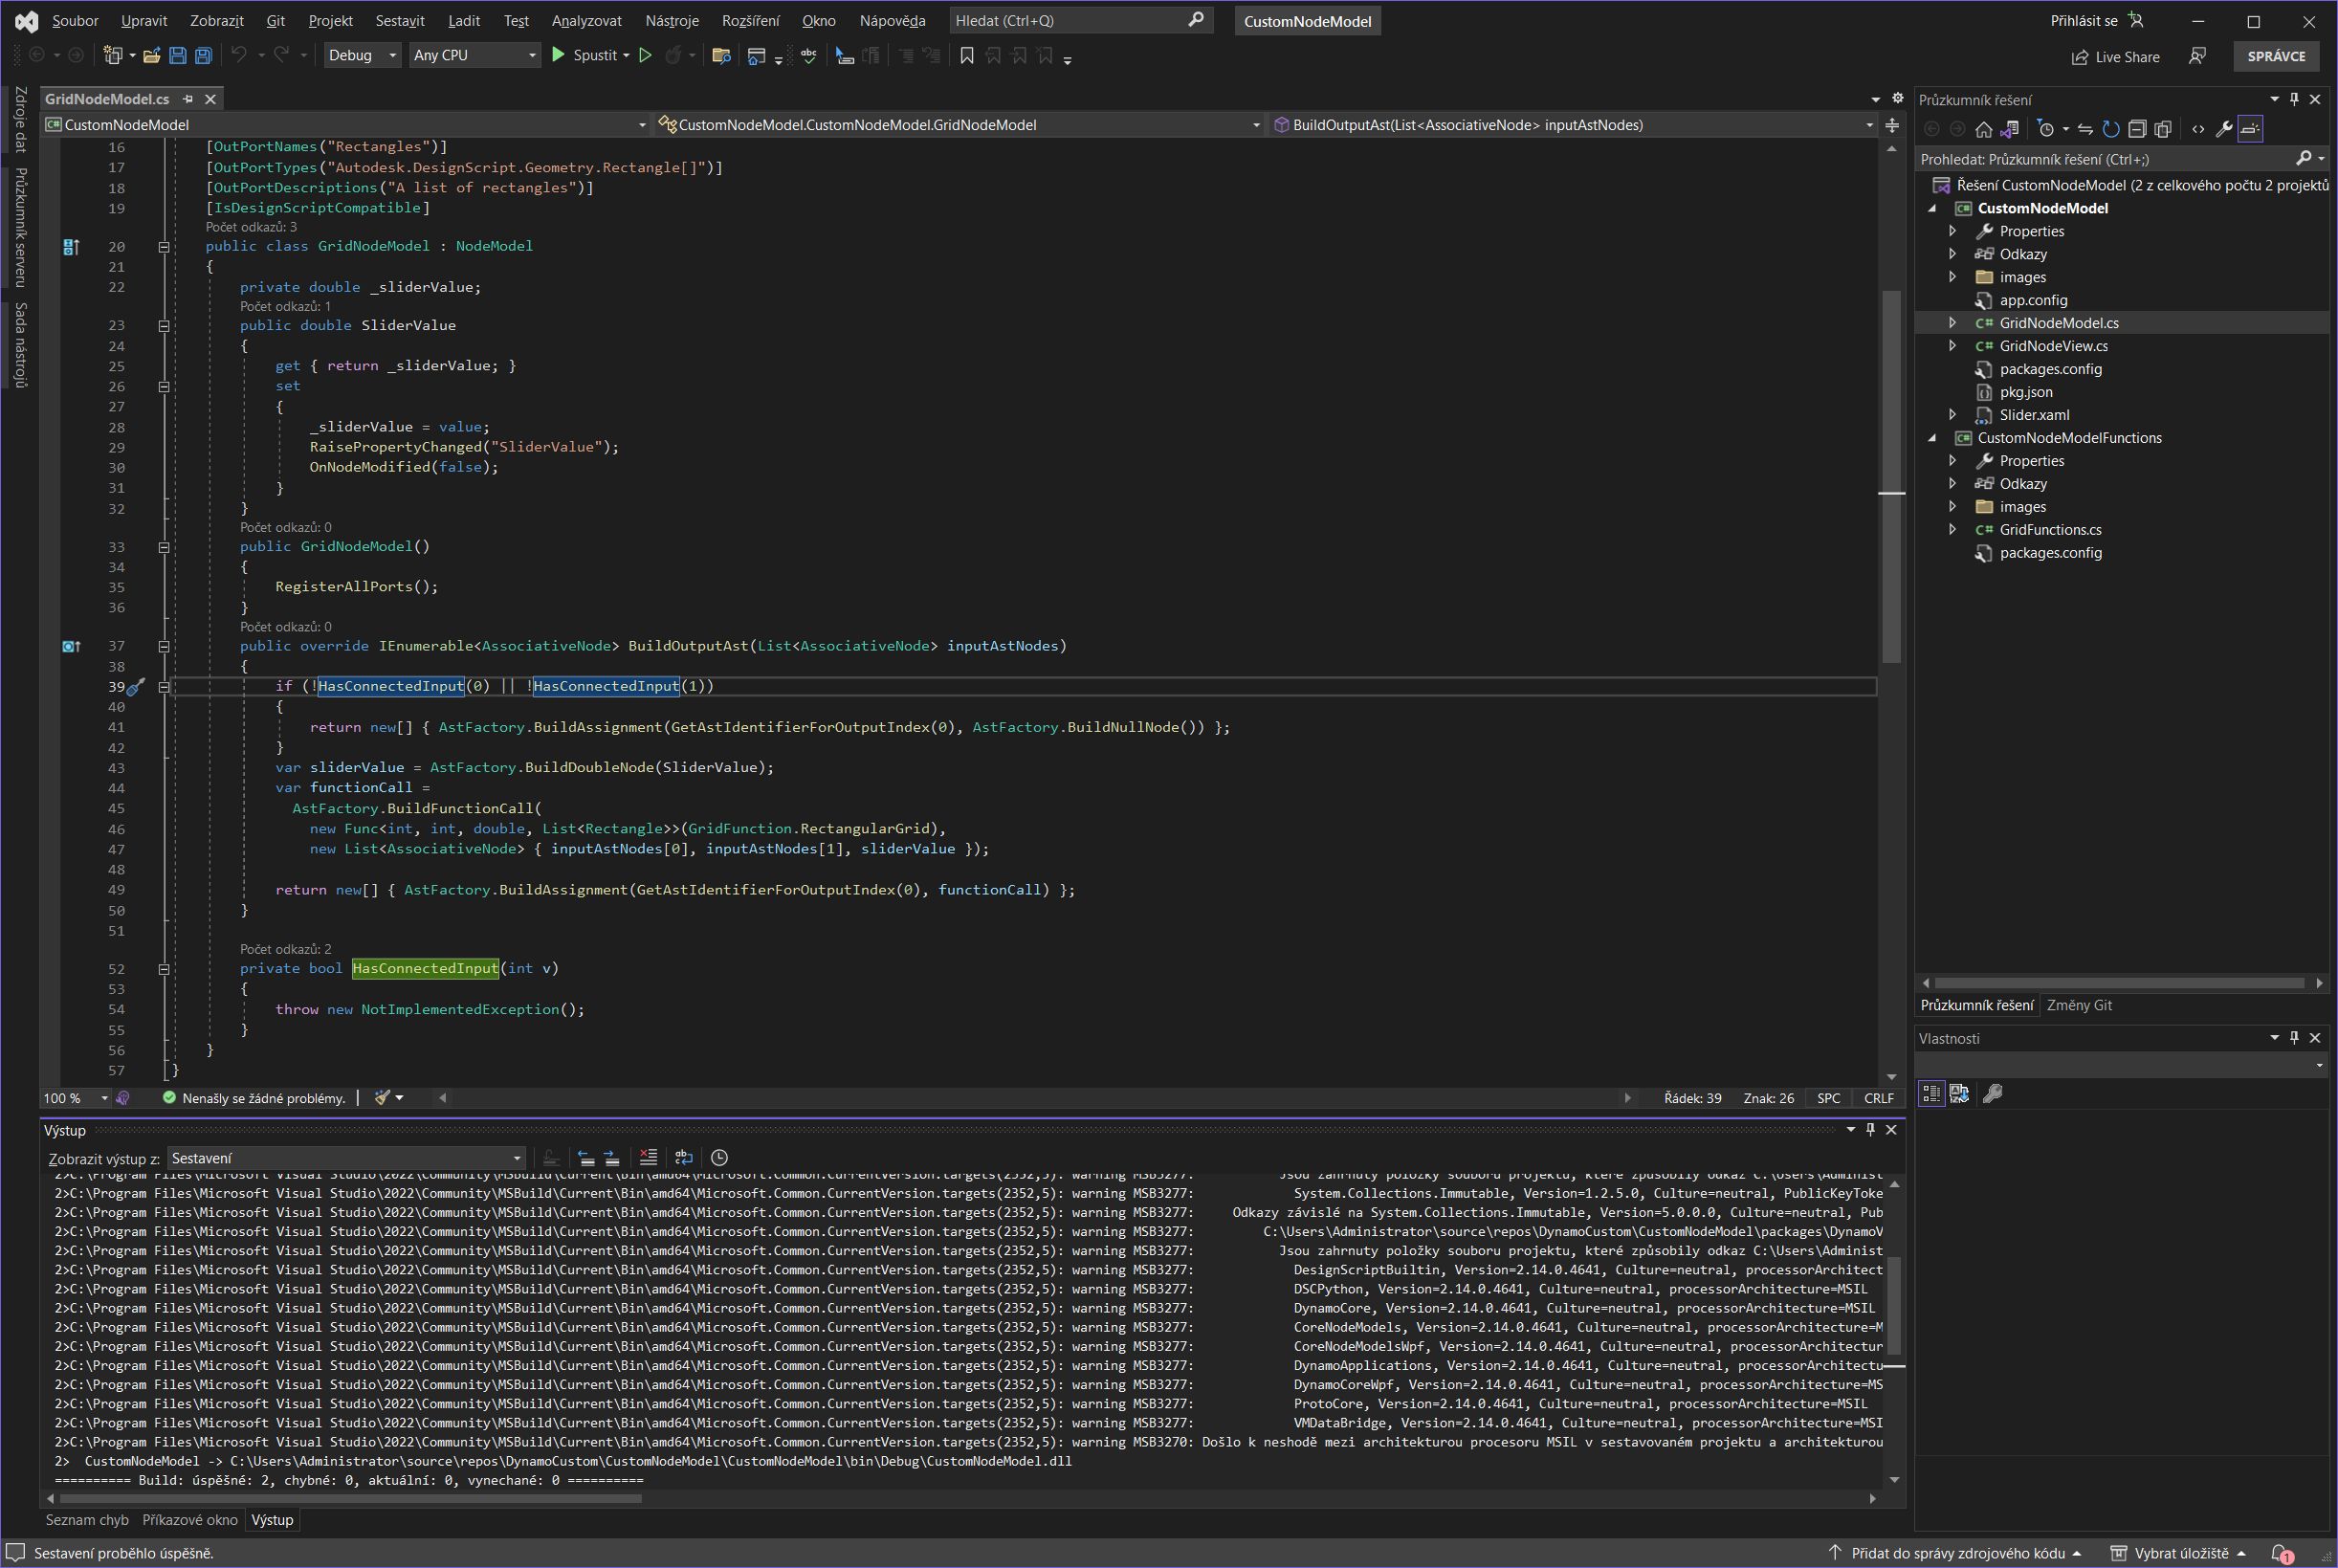 Soubor Upravit Zobrazit Git Projekt Sestavit Ladit Test Analyzovat Nástroje Rozšíření Okno Nápověda Hledat (Ctrl+Q) CustomNodeModel Přihlásit se
Debug Any CPU Spustit abc Live Share SPRÁVCE
Zdroje dat
Průzkumník serveru
Sada nástrojů
GridNodeModel.cs
CustomNodeModel CustomNodeModel.CustomNodeModel.GridNodeModel BuildOutputAst(List<AssociativeNode> inputAstNodes)
16 [OutPortNames("Rectangles")]
17 [OutPortTypes("Autodesk.DesignScript.Geometry.Rectangle[]")]
18 [OutPortDescriptions("A list of rectangles")]
19 [IsDesignScriptCompatible]
Počet odkazů: 3
20 public class GridNodeModel : NodeModel
21 {
22 private double _sliderValue;
Počet odkazů: 1
23 public double SliderValue
24 {
25 get { return _sliderValue; }
26 set
27 {
28 _sliderValue = value;
29 RaisePropertyChanged("SliderValue");
30 OnNodeModified(false);
31 }
32 }
Počet odkazů: 0
33 public GridNodeModel()
34 {
35 RegisterAllPorts();
36 }
Počet odkazů: 0
37 public override IEnumerable<AssociativeNode> BuildOutputAst(List<AssociativeNode> inputAstNodes)
38 {
39 if (!HasConnectedInput(0) || !HasConnectedInput(1))
40 {
41 return new[] { AstFactory.BuildAssignment(GetAstIdentifierForOutputIndex(0), AstFactory.BuildNullNode()) };
42 }
43 var sliderValue = AstFactory.BuildDoubleNode(SliderValue);
44 var functionCall =
45 AstFactory.BuildFunctionCall(
46 new Func<int, int, double, List<Rectangle>>(GridFunction.RectangularGrid),
47 new List<AssociativeNode> { inputAstNodes[0], inputAstNodes[1], sliderValue });
48
49 return new[] { AstFactory.BuildAssignment(GetAstIdentifierForOutputIndex(0), functionCall) };
50 }
51
Počet odkazů: 2
52 private bool HasConnectedInput(int v)
53 {
54 throw new NotImplementedException();
55 }
56 }
57 }
100 % Nenašly se žádné problémy. Řádek: 39 Znak: 26 SPC CRLF
Výstup
Zobrazit výstup z: Sestavení
2>C:\Program Files\Microsoft Visual Studio\2022\Community\MSBuild\Current\Bin\amd64\Microsoft.Common.CurrentVersion.targets(2352,5): warning MSB3277: Jsou zahrnuty položky souboru projektu, které způsobily odkaz C:\Users\Administ
2>C:\Program Files\Microsoft Visual Studio\2022\Community\MSBuild\Current\Bin\amd64\Microsoft.Common.CurrentVersion.targets(2352,5): warning MSB3277: System.Collections.Immutable, Version=1.2.5.0, Culture=neutral, PublicKeyToke
2>C:\Program Files\Microsoft Visual Studio\2022\Community\MSBuild\Current\Bin\amd64\Microsoft.Common.CurrentVersion.targets(2352,5): warning MSB3277: Odkazy závislé na System.Collections.Immutable, Version=5.0.0.0, Culture=neutral, Pub
2>C:\Program Files\Microsoft Visual Studio\2022\Community\MSBuild\Current\Bin\amd64\Microsoft.Common.CurrentVersion.targets(2352,5): warning MSB3277: C:\Users\Administrator\source\repos\DynamoCustom\CustomNodeModel\packages\DynamoV
2>C:\Program Files\Microsoft Visual Studio\2022\Community\MSBuild\Current\Bin\amd64\Microsoft.Common.CurrentVersion.targets(2352,5): warning MSB3277: Jsou zahrnuty položky souboru projektu, které způsobily odkaz C:\Users\Administ
2>C:\Program Files\Microsoft Visual Studio\2022\Community\MSBuild\Current\Bin\amd64\Microsoft.Common.CurrentVersion.targets(2352,5): warning MSB3277: DesignScriptBuiltin, Version=2.14.0.4641, Culture=neutral, processorArchitect
2>C:\Program Files\Microsoft Visual Studio\2022\Community\MSBuild\Current\Bin\amd64\Microsoft.Common.CurrentVersion.targets(2352,5): warning MSB3277: DSCPython, Version=2.14.0.4641, Culture=neutral, processorArchitecture=MSIL
2>C:\Program Files\Microsoft Visual Studio\2022\Community\MSBuild\Current\Bin\amd64\Microsoft.Common.CurrentVersion.targets(2352,5): warning MSB3277: DynamoCore, Version=2.14.0.4641, Culture=neutral, processorArchitecture=MSIL
2>C:\Program Files\Microsoft Visual Studio\2022\Community\MSBuild\Current\Bin\amd64\Microsoft.Common.CurrentVersion.targets(2352,5): warning MSB3277: CoreNodeModels, Version=2.14.0.4641, Culture=neutral, processorArchitecture=M
2>C:\Program Files\Microsoft Visual Studio\2022\Community\MSBuild\Current\Bin\amd64\Microsoft.Common.CurrentVersion.targets(2352,5): warning MSB3277: CoreNodeModelsWpf, Version=2.14.0.4641, Culture=neutral, processorArchitectur
2>C:\Program Files\Microsoft Visual Studio\2022\Community\MSBuild\Current\Bin\amd64\Microsoft.Common.CurrentVersion.targets(2352,5): warning MSB3277: DynamoApplications, Version=2.14.0.4641, Culture=neutral, processorArchitectu
2>C:\Program Files\Microsoft Visual Studio\2022\Community\MSBuild\Current\Bin\amd64\Microsoft.Common.CurrentVersion.targets(2352,5): warning MSB3277: DynamoCoreWpf, Version=2.14.0.4641, Culture=neutral, processorArchitecture=MS
2>C:\Program Files\Microsoft Visual Studio\2022\Community\MSBuild\Current\Bin\amd64\Microsoft.Common.CurrentVersion.targets(2352,5): warning MSB3277: ProtoCore, Version=2.14.0.4641, Culture=neutral, processorArchitecture=MSIL
2>C:\Program Files\Microsoft Visual Studio\2022\Community\MSBuild\Current\Bin\amd64\Microsoft.Common.CurrentVersion.targets(2352,5): warning MSB3277: VMDataBridge, Version=2.14.0.4641, Culture=neutral, processorArchitecture=MSI
2>C:\Program Files\Microsoft Visual Studio\2022\Community\MSBuild\Current\Bin\amd64\Microsoft.Common.CurrentVersion.targets(2352,5): warning MSB3270: Došlo k neshodě mezi architekturou procesoru MSIL v sestavovaném projektu a architekturou
2> CustomNodeModel -> C:\Users\Administrator\source\repos\DynamoCustom\CustomNodeModel\CustomNodeModel\bin\Debug\CustomNodeModel.dll
========== Build: úspěšné: 2, chybné: 0, aktuální: 0, vynechané: 0 ==========
Seznam chyb Příkazové okno Výstup
Průzkumník řešení
Prohledat: Průzkumník řešení (Ctrl+;)
Řešení CustomNodeModel (2 z celkového počtu 2 projektů
CustomNodeModel
Properties
Odkazy
images
app.config
GridNodeModel.cs
GridNodeView.cs
packages.config
pkg.json
Slider.xaml
CustomNodeModelFunctions
Properties
Odkazy
images
GridFunctions.cs
packages.config
Průzkumník řešení Změny Git
Vlastnosti
Sestavení proběhlo úspěšně. Přidat do správy zdrojového kódu Vybrat úložiště 1